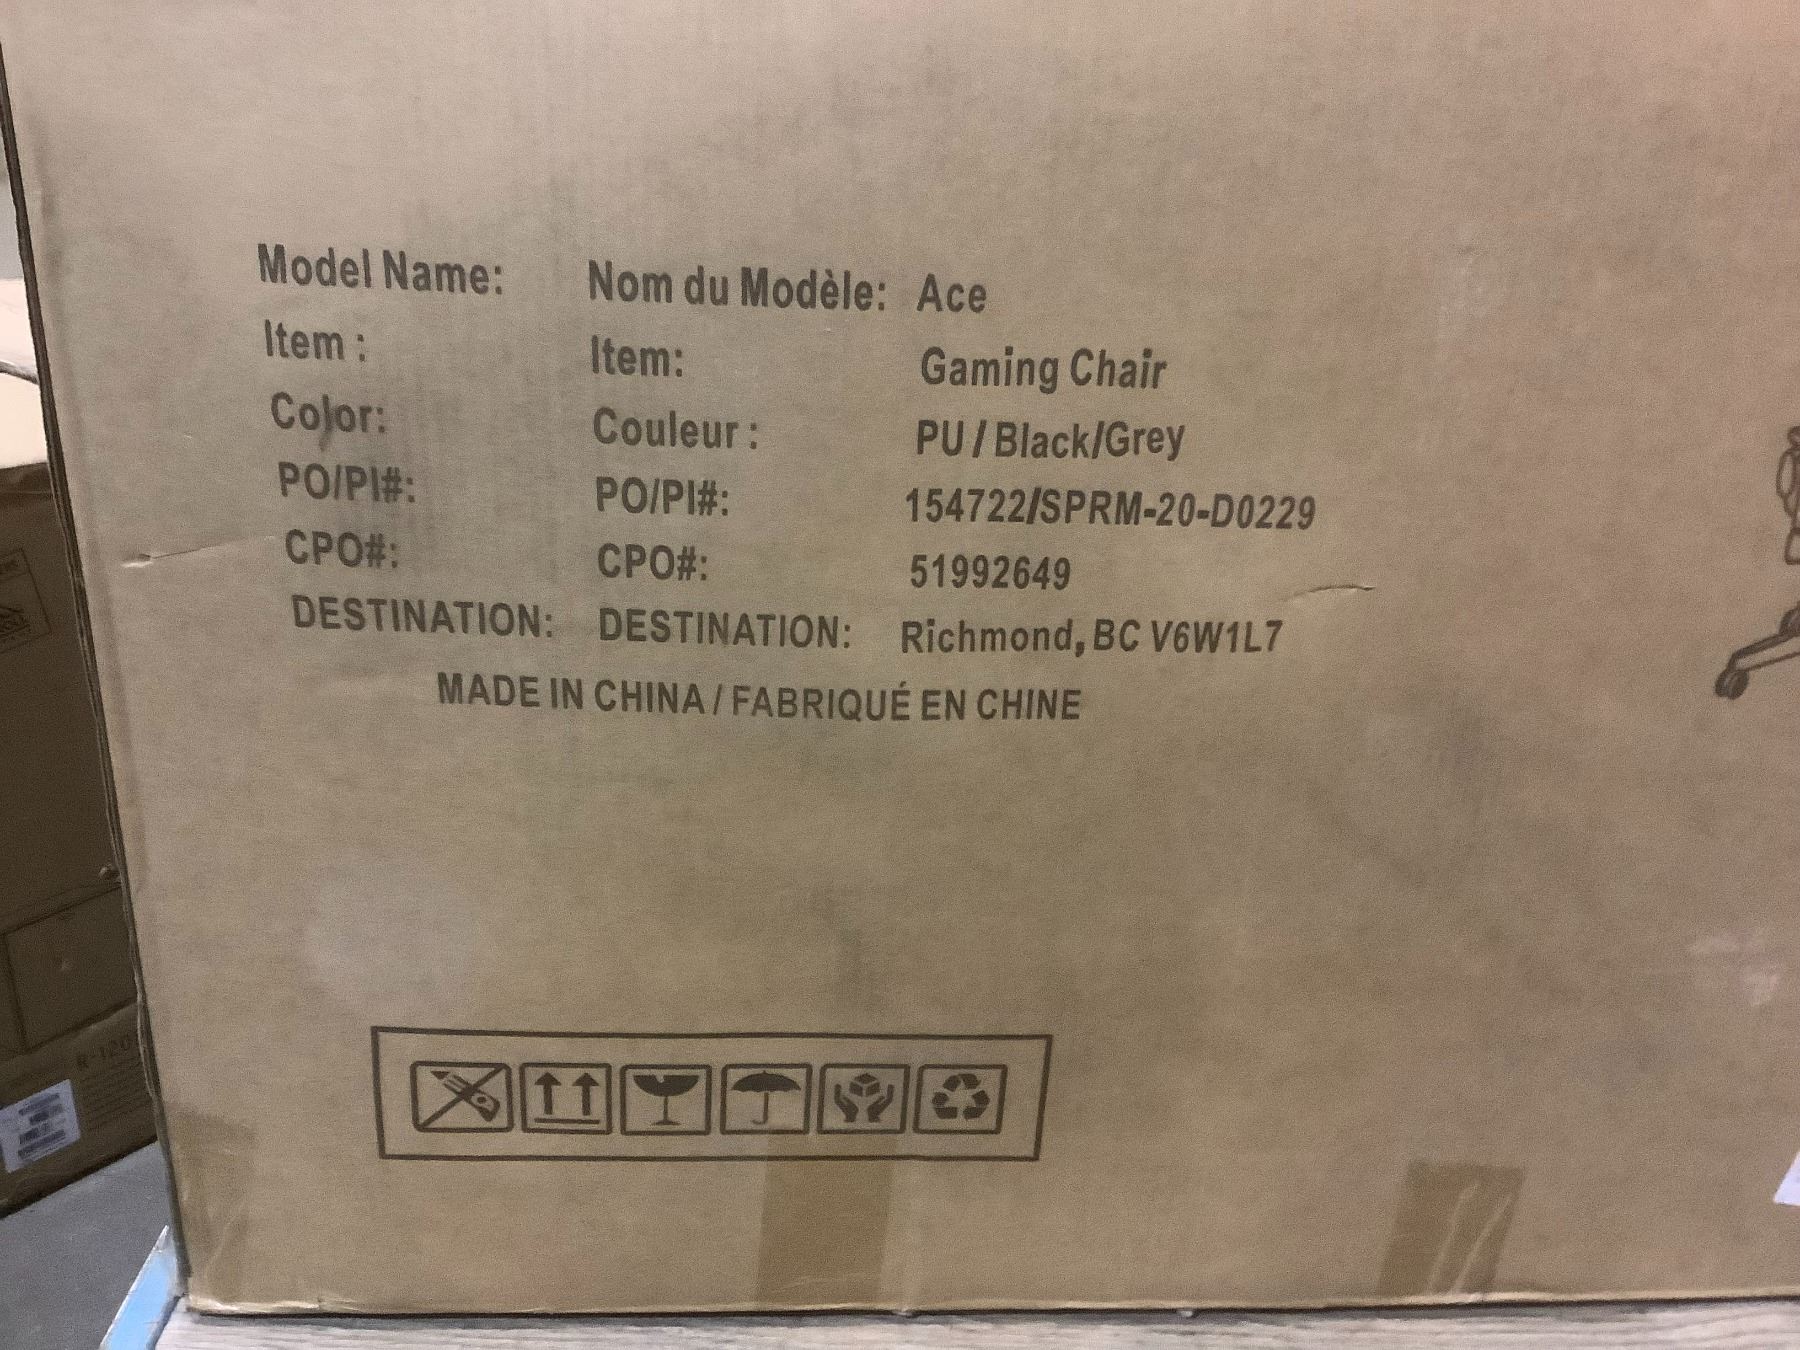 Model Name: Nom du Modèle: Ace
Item : Item: Gaming Chair
Color: Couleur : PU / Black/Grey
PO/PI#: PO/PI#: 154722/SPRM-20-D0229
CPO#: CPO#: 51992649
DESTINATION: DESTINATION: Richmond, BC V6W1L7
MADE IN CHINA / FABRIQUÉ EN CHINE